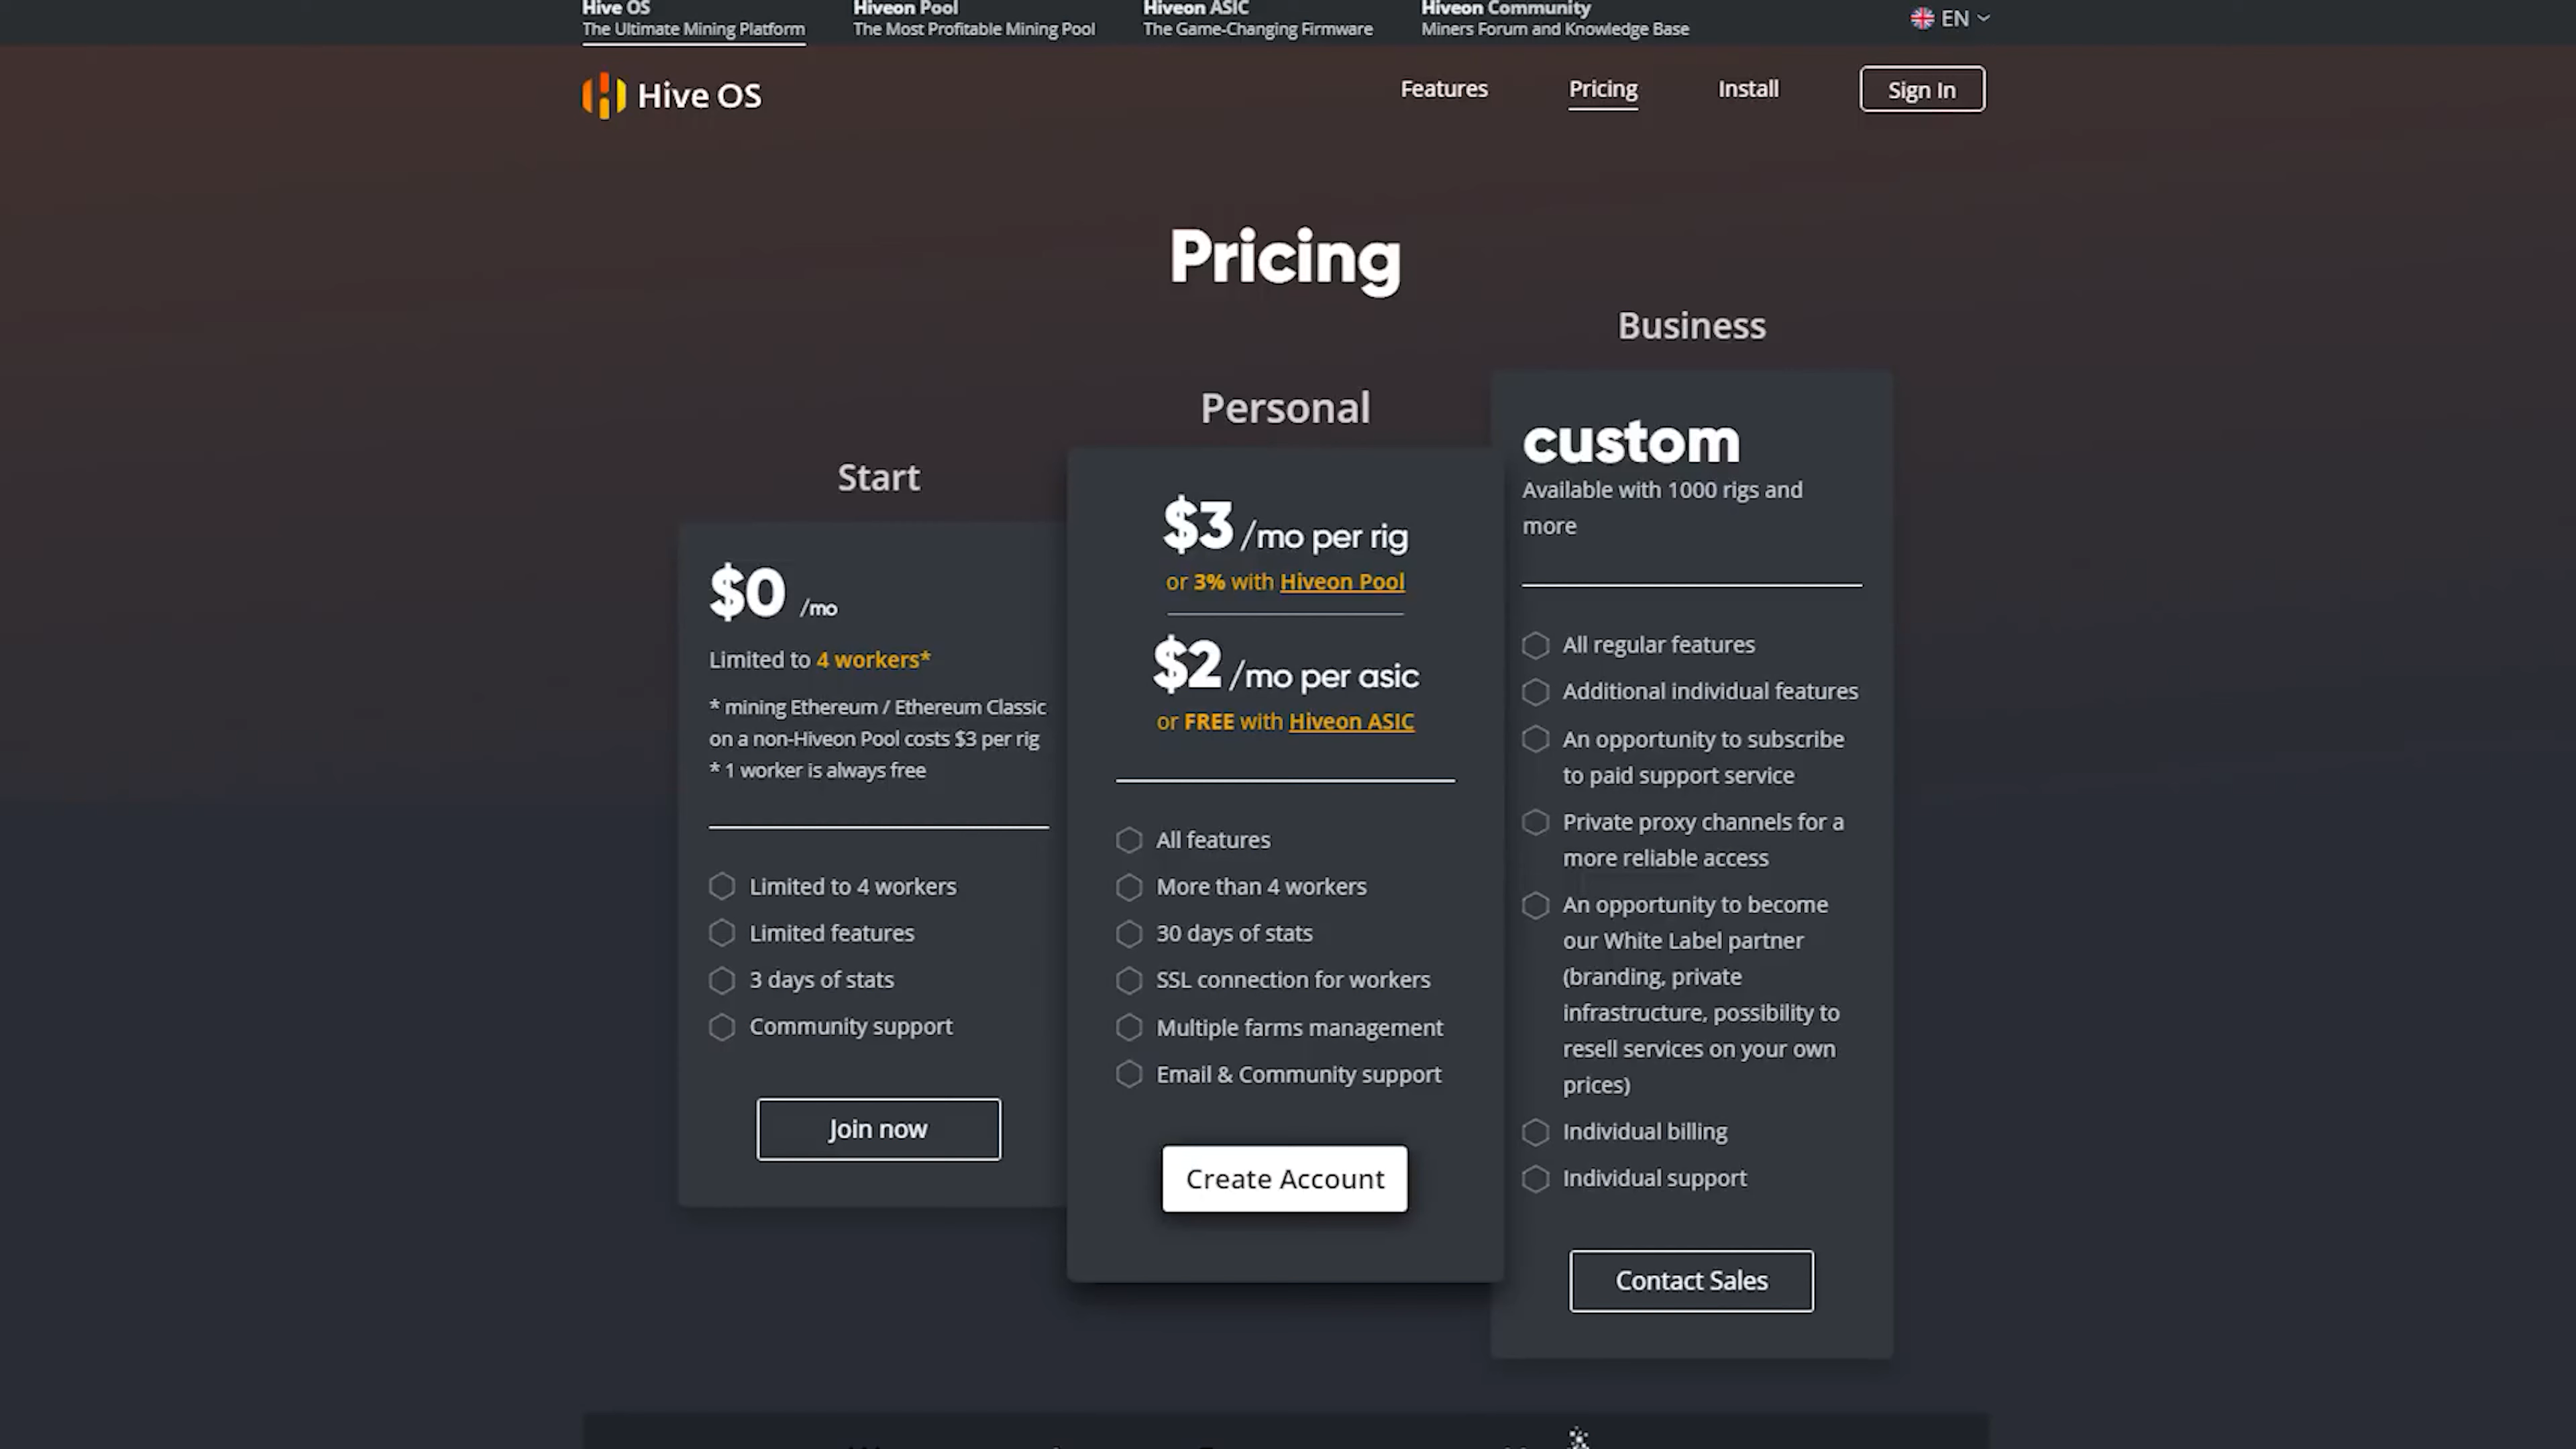 Hive OS
The Ultimate Mining Platform
Hiveon Pool
The Most Profitable Mining Pool
Hiveon ASIC
The Game-Changing Firmware
Hiveon Community
Miners Forum and Knowledge Base
EN
Hive OS
Features
Pricing
Install
Sign In
Pricing
Start
$0 /mo
Limited to 4 workers*
* mining Ethereum / Ethereum Classic
on a non-Hiveon Pool costs $3 per rig
* 1 worker is always free
Limited to 4 workers
Limited features
3 days of stats
Community support
Join now
Personal
$3 /mo per rig
or 3% with Hiveon Pool
$2 /mo per asic
or FREE with Hiveon ASIC
All features
More than 4 workers
30 days of stats
SSL connection for workers
Multiple farms management
Email & Community support
Create Account
Business
custom
Available with 1000 rigs and
more
All regular features
Additional individual features
An opportunity to subscribe
to paid support service
Private proxy channels for a
more reliable access
An opportunity to become
our White Label partner
(branding, private
infrastructure, possibility to
resell services on your own
prices)
Individual billing
Individual support
Contact Sales